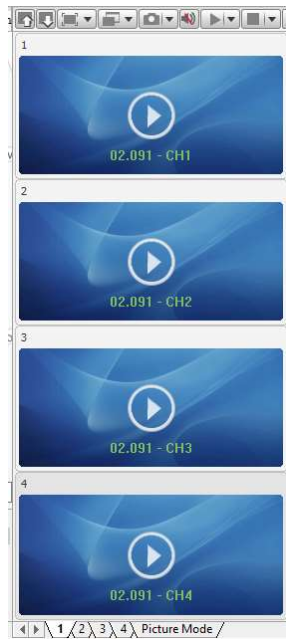 1
02.091 - CH1
2
02.091 - CH2
3
02.091 - CH3
4
02.091 - CH4
1 2 3 4 Picture Mode